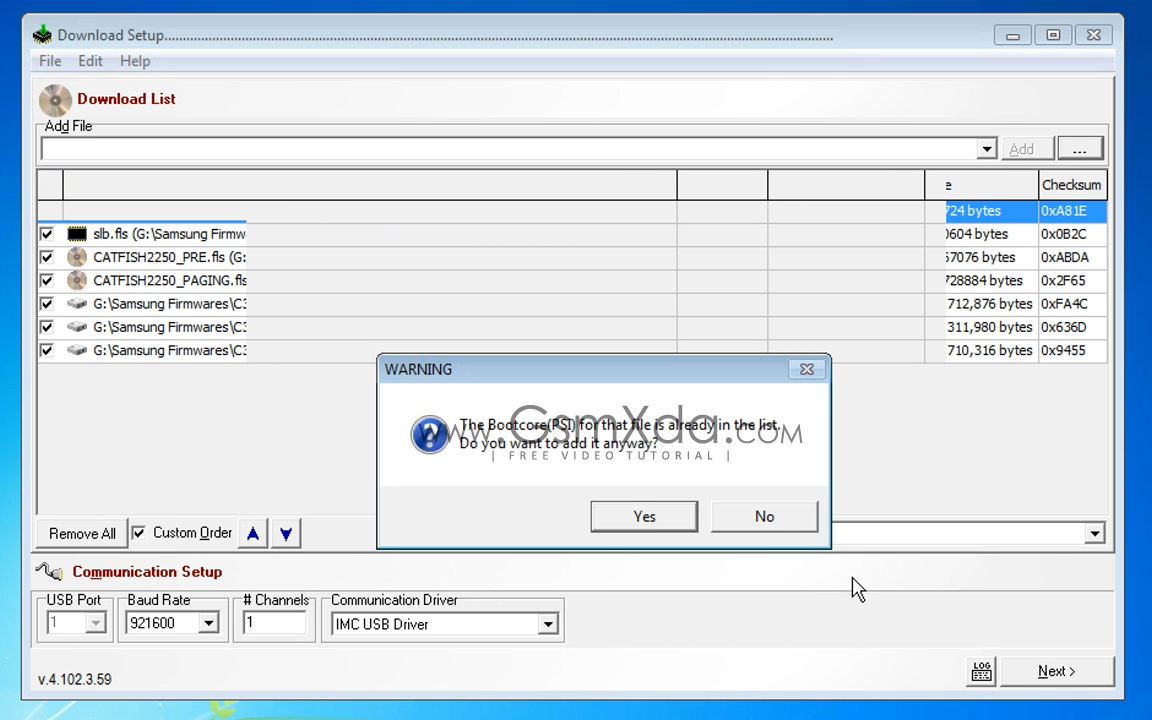 Download Setup.....................................................................................................................................................................................
File Edit Help
Download List
Add File
Add ...
Checksum
724 bytes 0xA81E
slb.fls (G:\Samsung Firmw 0604 bytes 0x0B2C
CATFISH2250_PRE.fls (G: 67076 bytes 0xABDA
CATFISH2250_PAGING.fls 728884 bytes 0x2F65
G:\Samsung Firmwares\C3 712,876 bytes 0xFA4C
G:\Samsung Firmwares\C3 311,980 bytes 0x636D
G:\Samsung Firmwares\C3 710,316 bytes 0x9455
WARNING
The Bootcore(PSI) for that file is already in the list.
Do you want to add it anyway?
www.GsmXda.com
| FREE VIDEO TUTORIAL |
Yes No
Remove All Custom Order
Communication Setup
USB Port Baud Rate # Channels Communication Driver
1 921600 1 IMC USB Driver
LOG
Next >
v.4.102.3.59